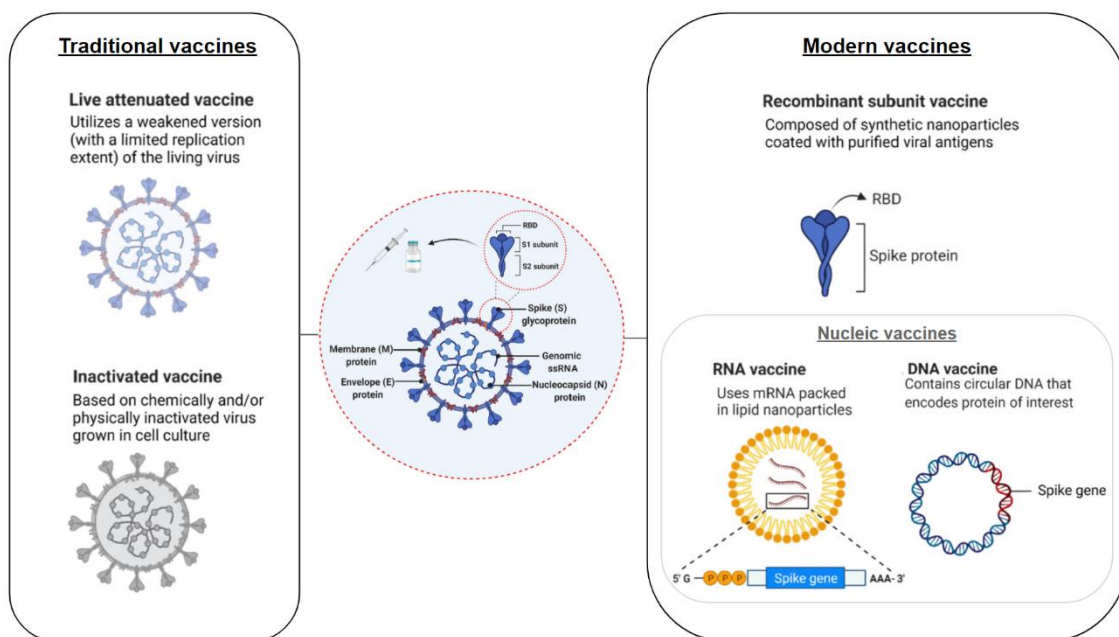 Traditional vaccines
Live attenuated vaccine
Utilizes a weakened version
(with a limited replication
extent) of the living virus
Inactivated vaccine
Based on chemically and/or
physically inactivated virus
grown in cell culture
RBD
S1 subunit
S2 subunit
Spike (S)
glycoprotein
Membrane (M)
protein
Genomic
ssRNA
Envelope (E)
protein
Nucleocapsid (N)
protein
Modern vaccines
Recombinant subunit vaccine
Composed of synthetic nanoparticles
coated with purified viral antigens
RBD
Spike protein
Nucleic vaccines
RNA vaccine
Uses mRNA packed
in lipid nanoparticles
5' G
P P P
Spike gene
AAA- 3'
DNA vaccine
Contains circular DNA that
encodes protein of interest
Spike gene